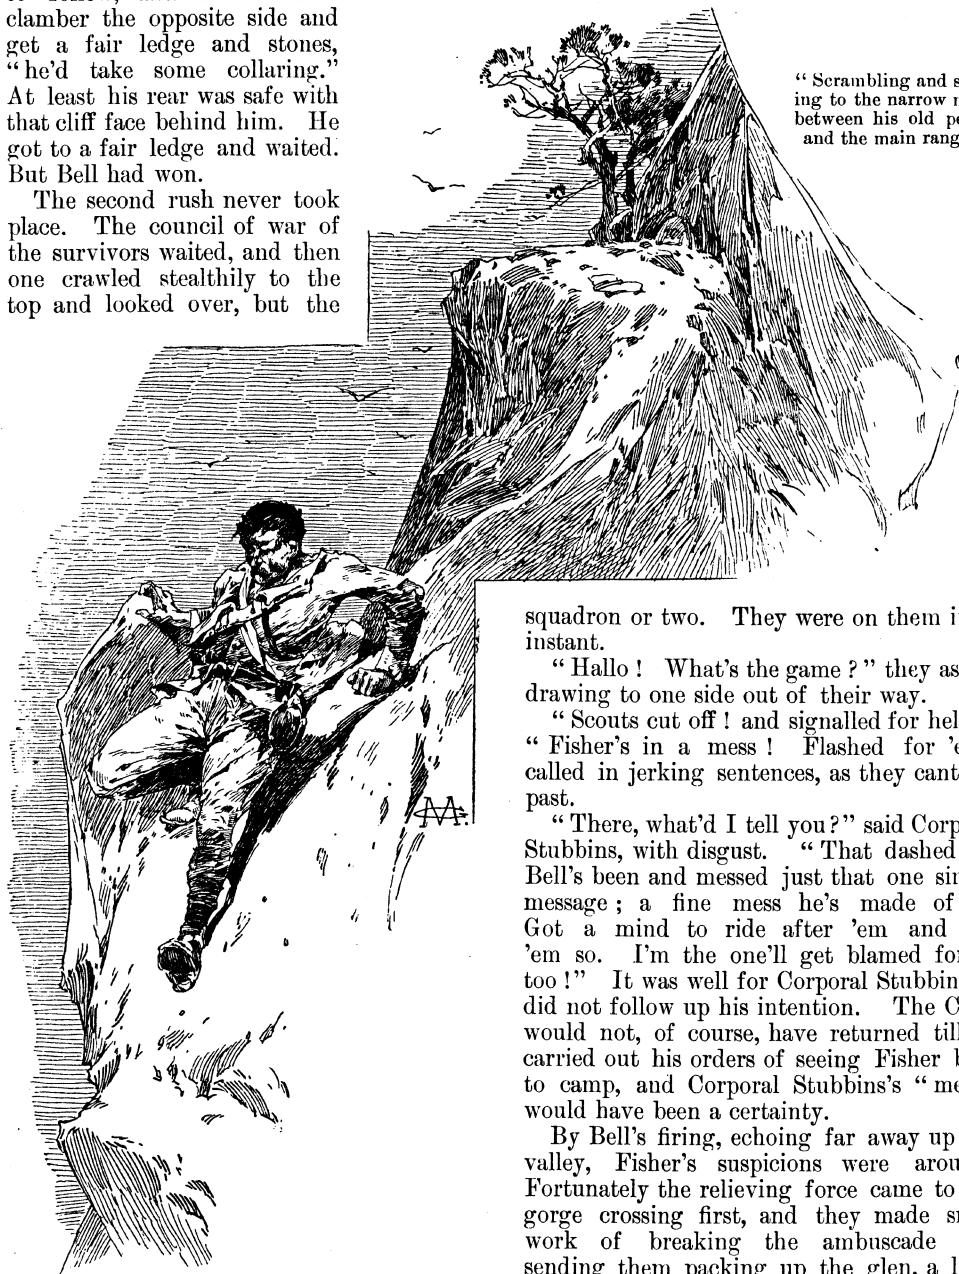 clamber the opposite side and
get a fair ledge and stones,
“ he’d take some collaring.”
At least his rear was safe with
that cliff face behind him. He
got to a fair ledge and waited.
But Bell had won.
The second rush never took
place. The council of war of
the survivors waited, and then
one crawled stealthily to the
top and looked over, but the
“ Scrambling and s
ing to the narrow
between his old pe
and the main rang
squadron or two. They were on them i
instant.
“ Hallo ! What’s the game ? ” they as
drawing to one side out of their way.
“ Scouts cut off ! and signalled for hel
“ Fisher’s in a mess ! Flashed for ’e
called in jerking sentences, as they cant
past.
“ There, what’d I tell you ? ” said Corp
Stubbins, with disgust. “ That dashed
Bell’s been and messed just that one sin
message ; a fine mess he’s made of
Got a mind to ride after ’em and
’em so. I’m the one’ll get blamed for
too ! ” It was well for Corporal Stubbin
did not follow up his intention. The C
would not, of course, have returned till
carried out his orders of seeing Fisher b
to camp, and Corporal Stubbins’s “ me
would have been a certainty.
By Bell’s firing, echoing far away up
valley, Fisher’s suspicions were arou
Fortunately the relieving force came to
gorge crossing first, and they made s
work of breaking the ambuscade
sending them packing up the glen, a l